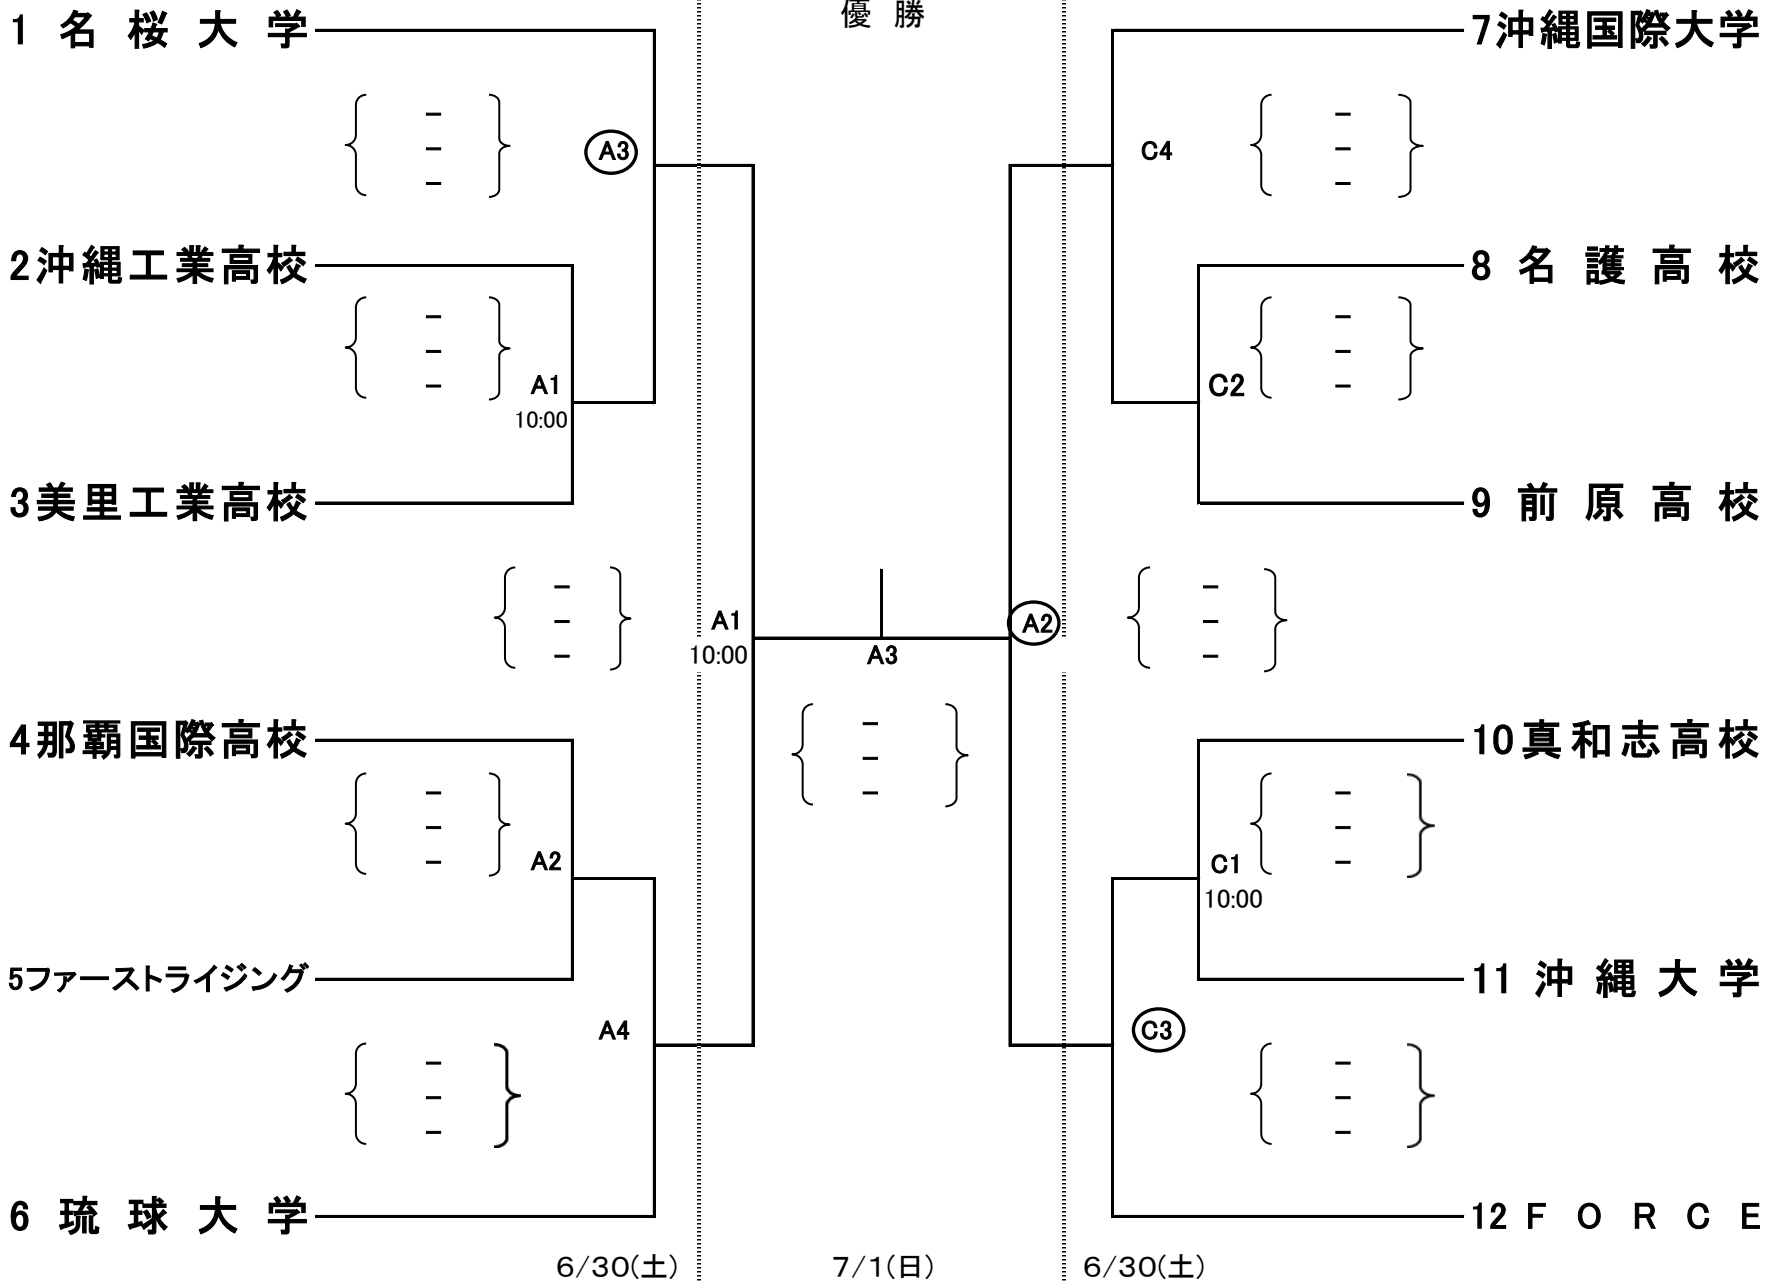 優 勝
1 名 桜 大 学
7沖縄国際大学
– –
A3 C4
– –
– –
2沖縄工業高校
8 名 護 高 校
– –
– –
A1 C2
– –
10:00
3美里工業高校
9 前 原 高 校
– –
A1 A2
– –
10:00 A3
– –
–
4那覇国際高校
10真和志高校
–
– –
–
– –
A2 C1
– –
10:00
5ファーストライジング
11 沖 縄 大 学
A4 C3
– –
– –
– –
6 琉 球 大 学
12 F O R C E
6/30(土) 7/1(日) 6/30(土)